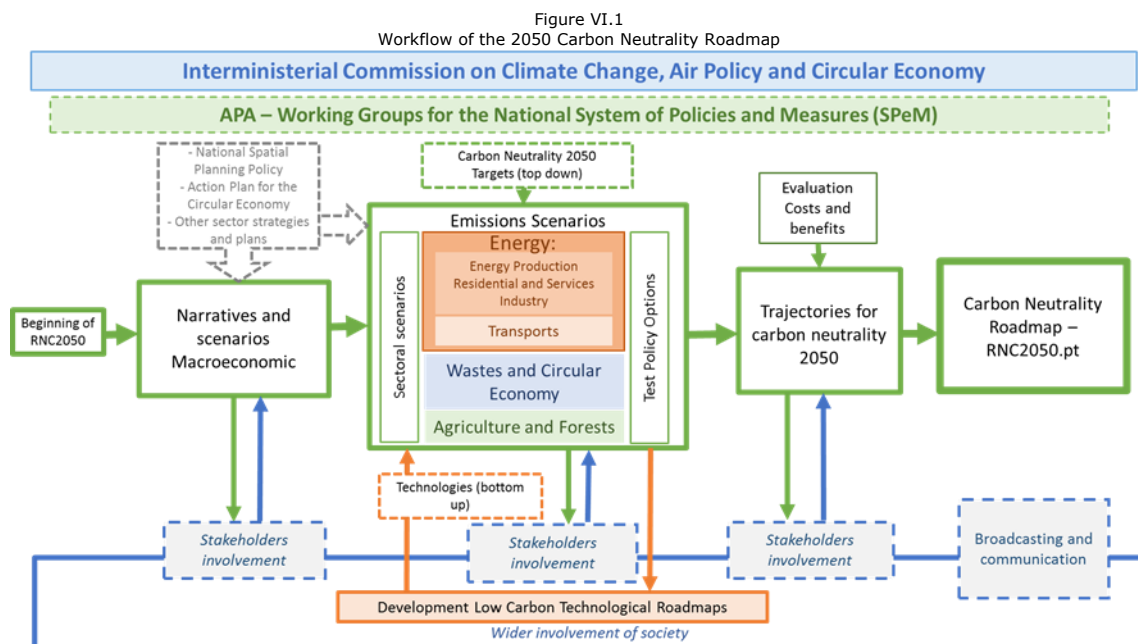 Figure VI.1
Workflow of the 2050 Carbon Neutrality Roadmap
Interministerial Commission on Climate Change, Air Policy and Circular Economy
APA – Working Groups for the National System of Policies and Measures (SPeM)
- National Spatial
Planning Policy
- Action Plan for the
Circular Economy
- Other sector strategies
and plans
Carbon Neutrality 2050
Targets (top down)
Evaluation
Costs and
benefits
Beginning of
RNC2050
Narratives and
scenarios
Macroeconomic
Emissions Scenarios
Sectoral scenarios
Energy:
Energy Production
Residential and Services
Industry
Transports
Wastes and Circular
Economy
Agriculture and Forests
Test Policy Options
Trajectories for
carbon neutrality
2050
Carbon Neutrality
Roadmap –
RNC2050.pt
Technologies (bottom
up)
Stakeholders
involvement
Stakeholders
involvement
Stakeholders
involvement
Broadcasting and
communication
Development Low Carbon Technological Roadmaps
Wider involvement of society